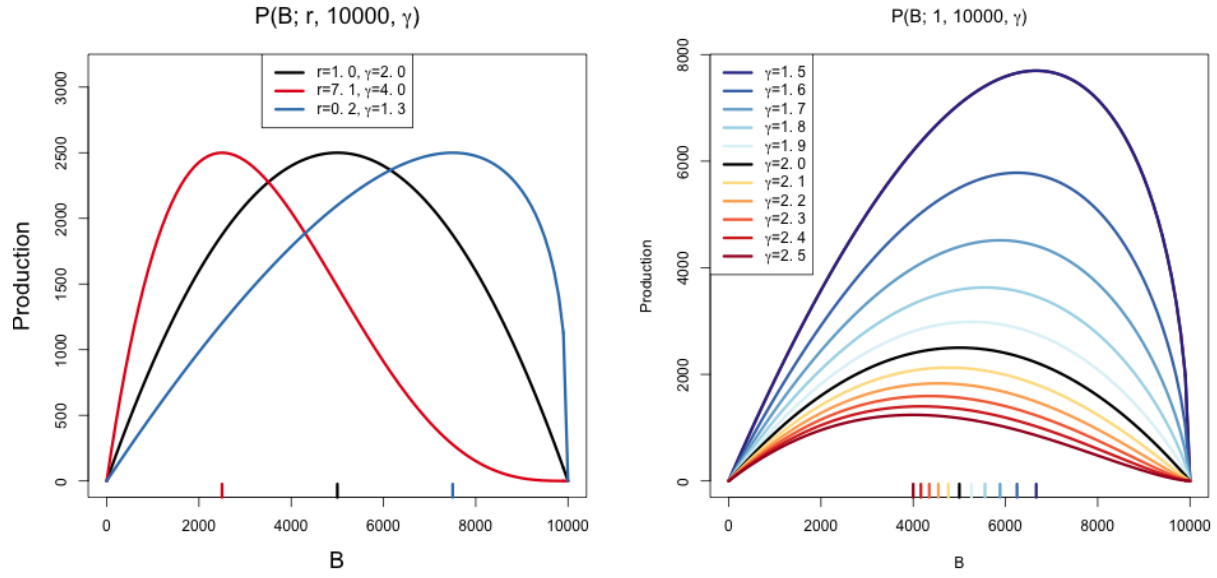 P(B; r, 10000, γ)
r=1. 0, γ=2. 0
r=7. 1, γ=4. 0
r=0. 2, γ=1. 3
Production
3000
2500
2000
1500
1000
500
0
0 2000 4000 6000 8000 10000
B
P(B; 1, 10000, γ)
γ=1. 5
γ=1. 6
γ=1. 7
γ=1. 8
γ=1. 9
γ=2. 0
γ=2. 1
γ=2. 2
γ=2. 3
γ=2. 4
γ=2. 5
Production
8000
6000
4000
2000
0
0 2000 4000 6000 8000 10000
B